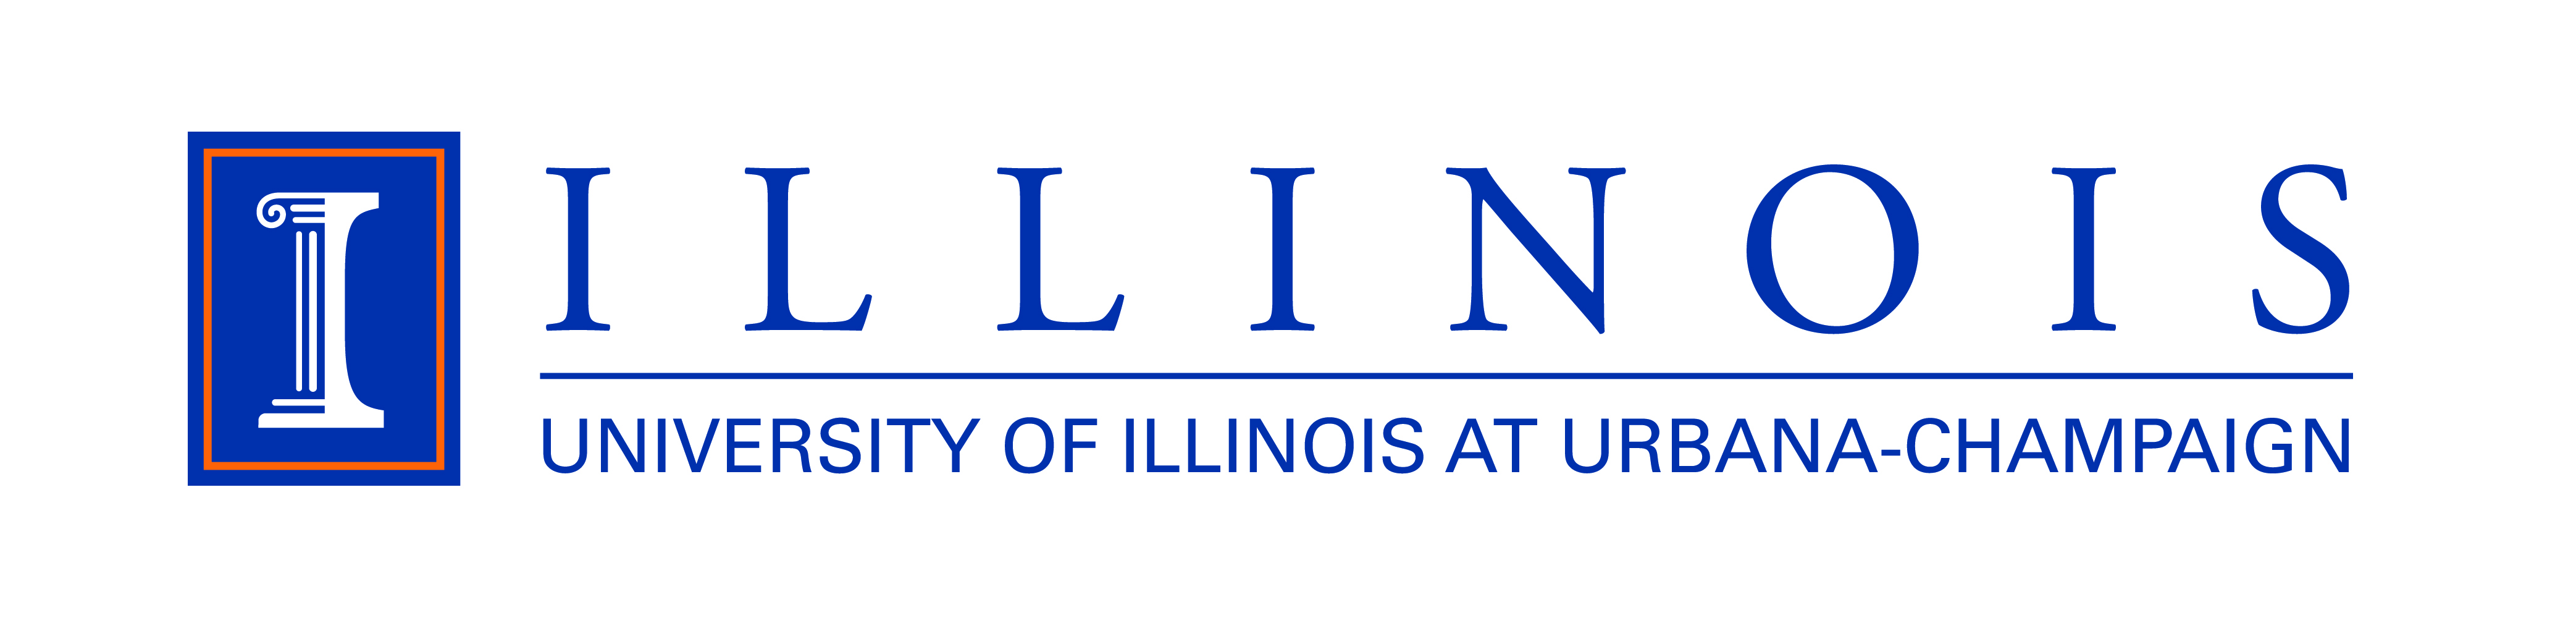 ILLINOIS
UNIVERSITY OF ILLINOIS AT URBANA-CHAMPAIGN